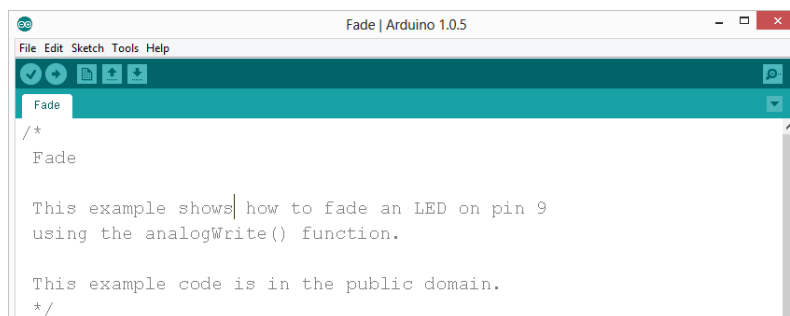 Fade | Arduino 1.0.5
File Edit Sketch Tools Help
Fade
/*
Fade
This example shows how to fade an LED on pin 9
using the analogWrite() function.
This example code is in the public domain.
*/